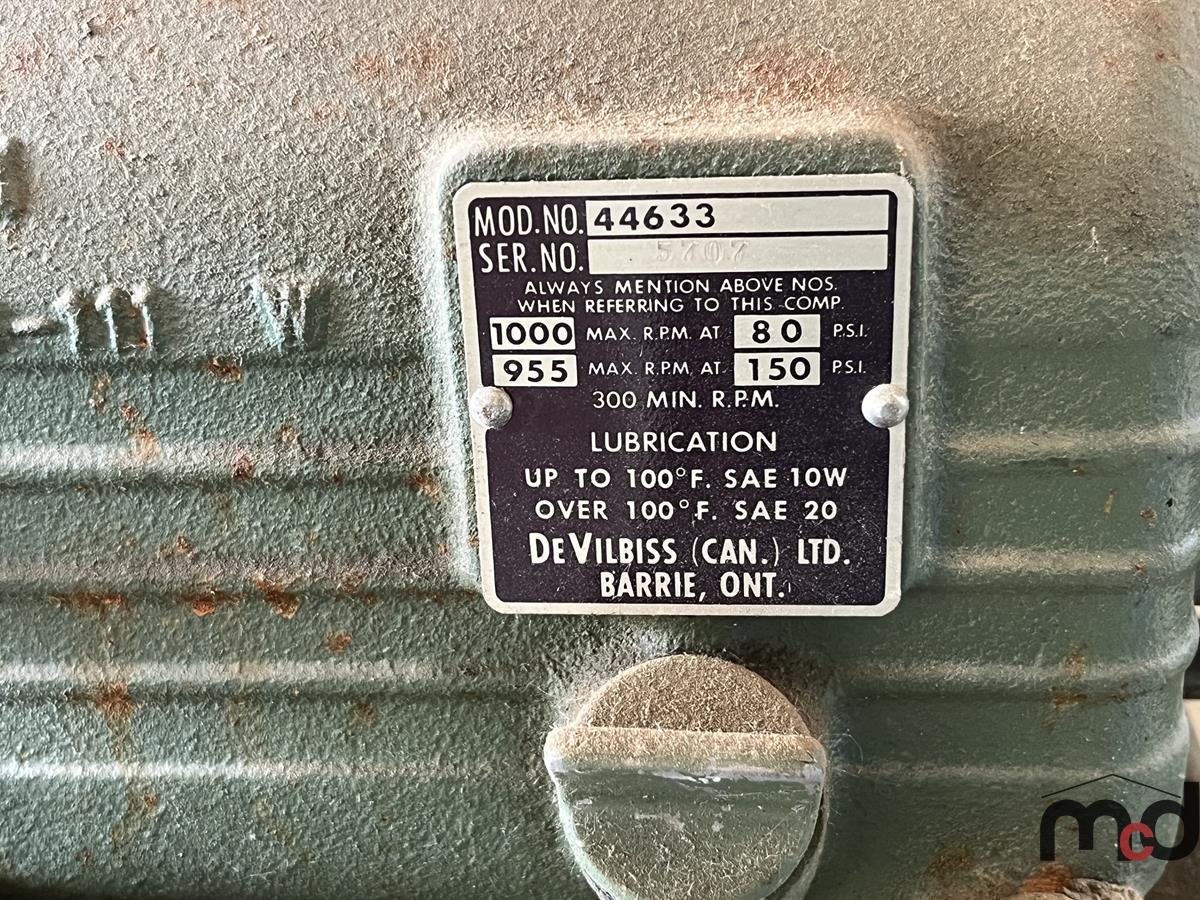 MOD.NO. 44633
SER.NO. 5707
ALWAYS MENTION ABOVE NOS.
WHEN REFERRING TO THIS COMP.
1000 MAX. R.P.M. AT 80 P.S.I.
955 MAX. R.P.M. AT 150 P.S.I.
300 MIN. R.P.M.
LUBRICATION
UP TO 100°F. SAE 10W
OVER 100°F. SAE 20
DEVILBISS (CAN.) LTD.
BARRIE, ONT.
mcd